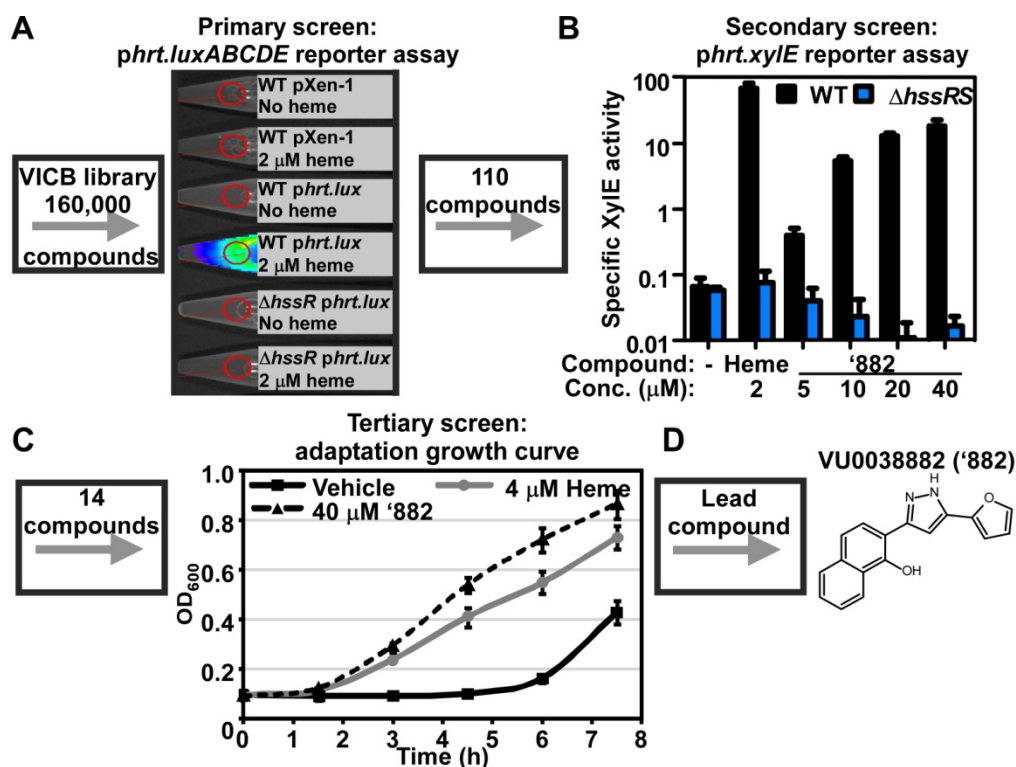 A
Primary screen:
phrt.luxABCDE reporter assay
VICB library
160,000
compounds
WT pXen-1
No heme
WT pXen-1
2 μM heme
WT phrt.lux
No heme
WT phrt.lux
2 μM heme
ΔhssR phrt.lux
No heme
ΔhssR phrt.lux
2 μM heme
110
compounds
B
Secondary screen:
phrt.xylE reporter assay
Specific XylE activity
100
10
1
0.1
0.01
WT ΔhssRS
Compound: - Heme '882
Conc. (μM): 2 5 10 20 40
C
Tertiary screen:
adaptation growth curve
14
compounds
OD600
1.0
0.8
0.6
0.4
0.2
0
Vehicle 4 μM Heme
40 μM '882
0 1 2 3 4 5 6 7 8
Time (h)
D
Lead
compound
VU0038882 ('882)
H
N
N
O
OH